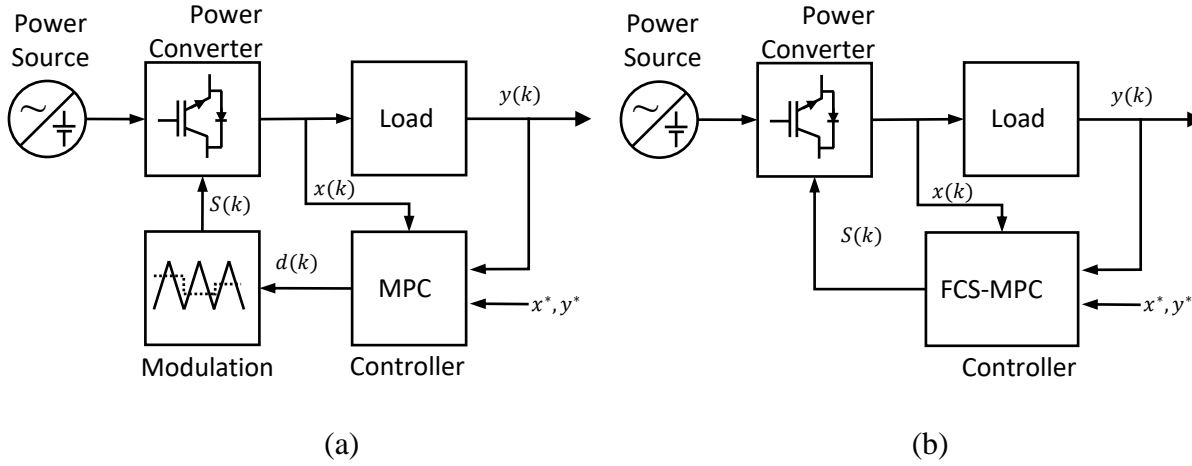 Power
Source
Power
Converter
Load
y(k)
x(k)
S(k)
d(k)
MPC
x*, y*
Modulation
Controller
(a)
Power
Source
Power
Converter
Load
y(k)
x(k)
S(k)
FCS-MPC
x*, y*
Controller
(b)